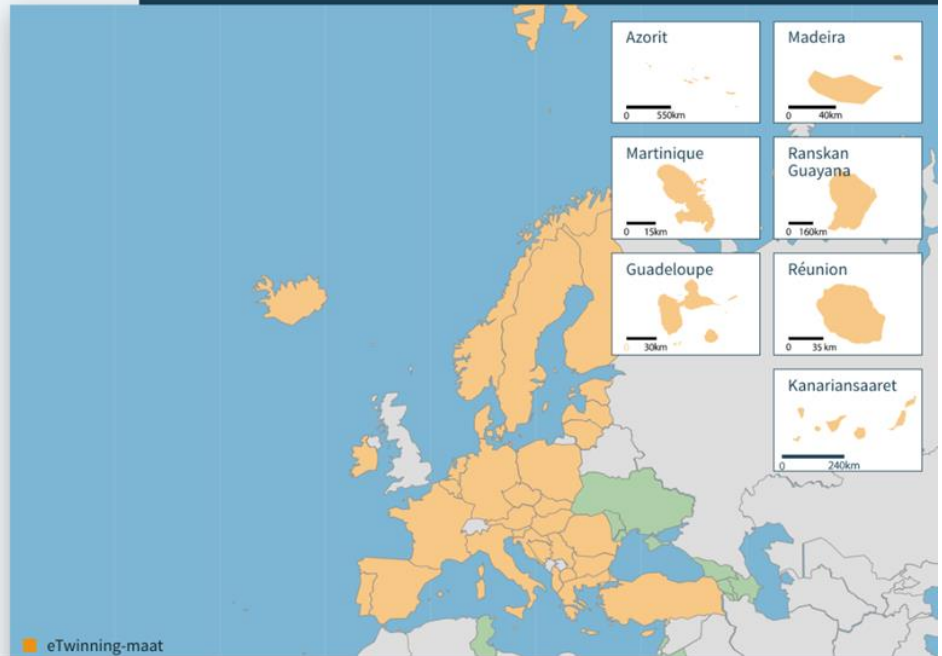 Azorit
0 550km
Madeira
0 40km
Martinique
0 15km
Ranskan
Guayana
0 160km
Guadeloupe
0 30km
Réunion
0 35 km
Kanariansaaret
0 240km
eTwinning-maat